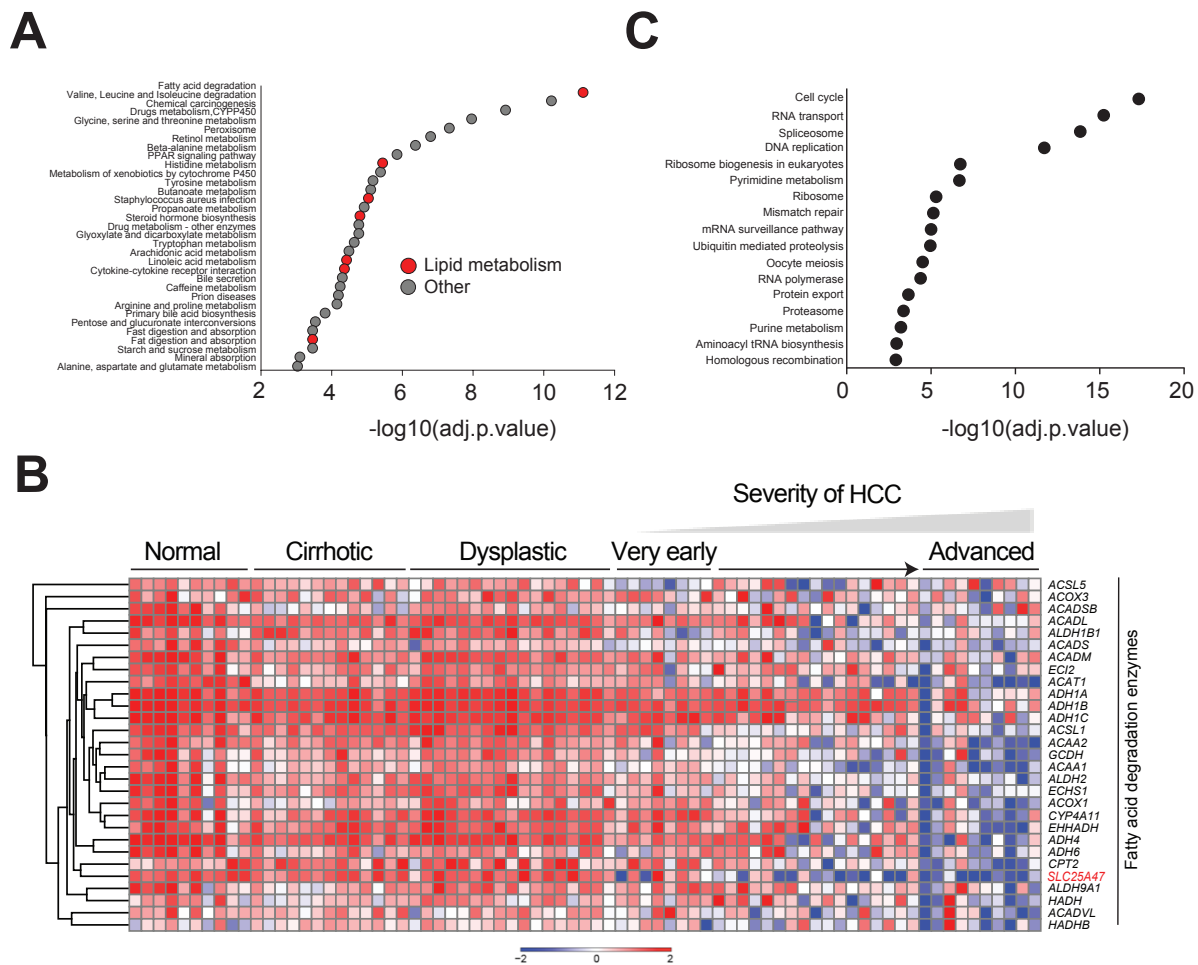 A
Fatty acid degradation
Valine, Leucine and Isoleucine degradation
Chemical carcinogenesis
Drugs metabolism,CYPP450
Glycine, serine and threonine metabolism
Peroxisome
Retinol metabolism
Beta-alanine metabolism
PPAR signaling pathway
Histidine metabolism
Metabolism of xenobiotics by cytochrome P450
Tyrosine metabolism
Butanoate metabolism
Staphylococcus aureus infection
Propanoate metabolism
Steroid hormone biosynthesis
Drug metabolism - other enzymes
Glyoxylate and dicarboxylate metabolism
Tryptophan metabolism
Arachidonic acid metabolism
Linoleic acid metabolism
Cytokine-cytokine receptor interaction
Bile secretion
Caffeine metabolism
Prion diseases
Arginine and proline metabolism
Primary bile acid biosynthesis
Pentose and glucuronate interconversions
Fast digestion and absorption
Fat digestion and absorption
Starch and sucrose metabolism
Mineral absorption
Alanine, aspartate and glutamate metabolism
Lipid metabolism
Other
2 4 6 8 10 12
-log10(adj.p.value)
C
Cell cycle
RNA transport
Spliceosome
DNA replication
Ribosome biogenesis in eukaryotes
Pyrimidine metabolism
Ribosome
Mismatch repair
mRNA surveillance pathway
Ubiquitin mediated proteolysis
Oocyte meiosis
RNA polymerase
Protein export
Proteasome
Purine metabolism
Aminoacyl tRNA biosynthesis
Homologous recombination
0 5 10 15 20
-log10(adj.p.value)
B
Severity of HCC
Normal Cirrhotic Dysplastic Very early Advanced
ACSL5
ACOX3
ACADSB
ACADL
ALDH1B1
ACADS
ACADM
ECI2
ACAT1
ADH1A
ADH1B
ADH1C
ACSL1
ACAA2
GCDH
ACAA1
ALDH2
ECHS1
ACOX1
CYP4A11
EHHADH
ADH4
ADH6
CPT2
SLC25A47
ALDH9A1
HADH
ACADVL
HADHB
Fatty acid degradation enzymes
−2 0 2